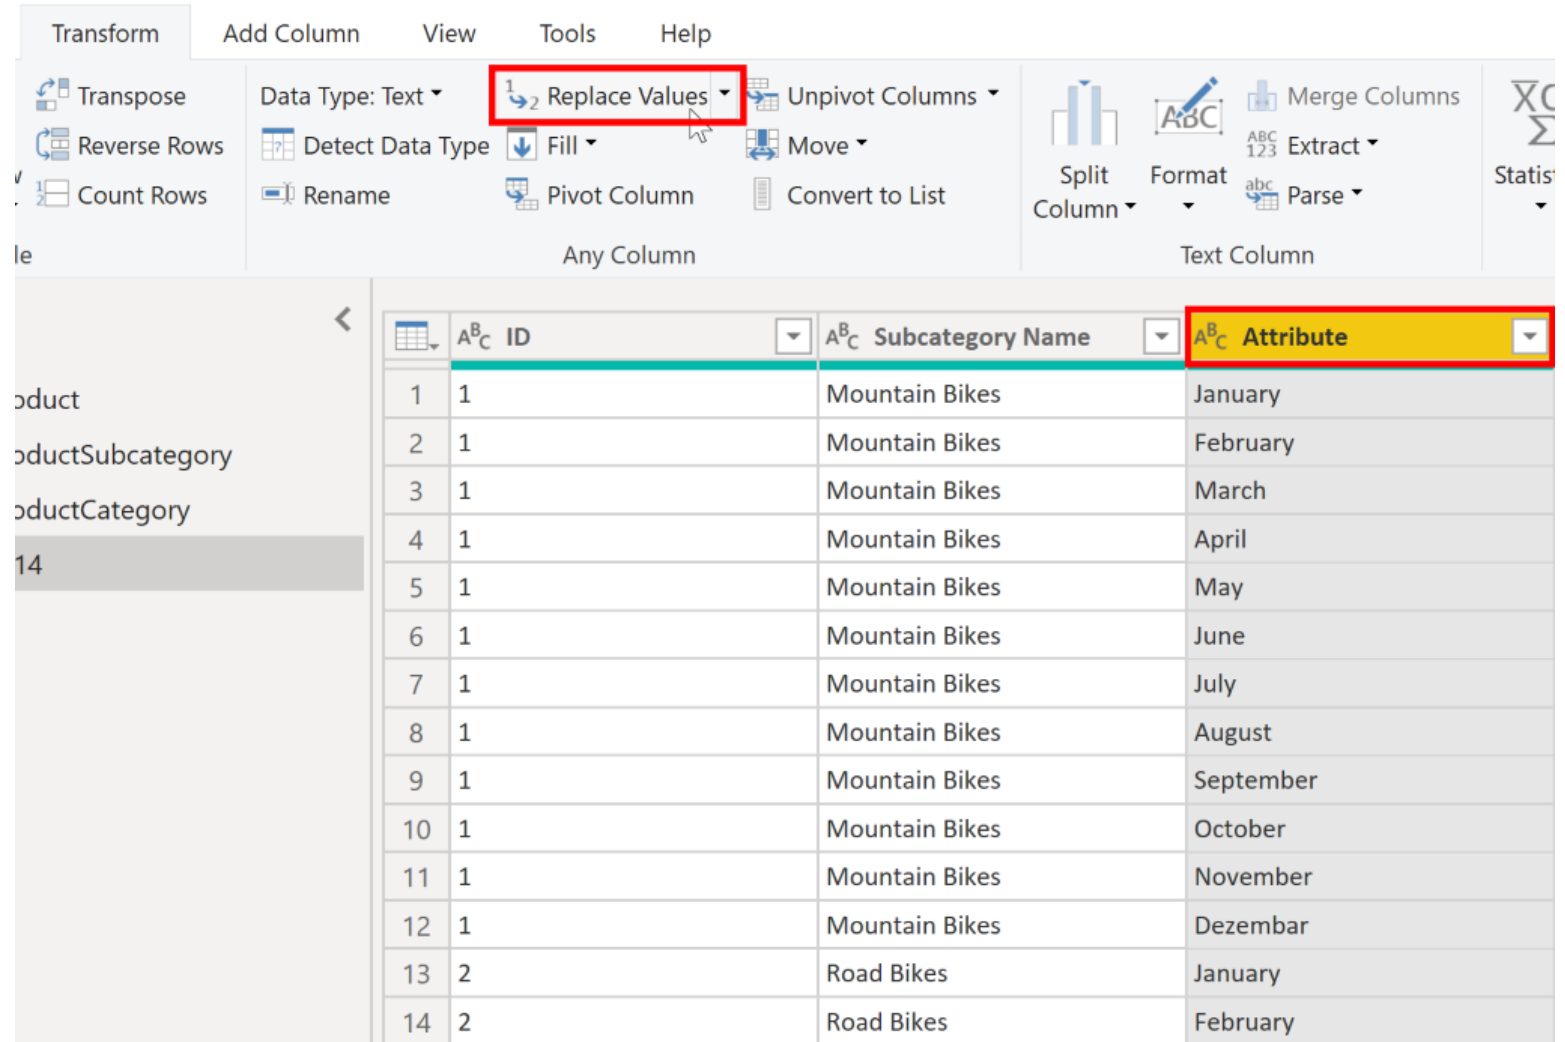 Transform Add Column View Tools Help
Transpose Data Type: Text Replace Values Unpivot Columns Merge Columns
Reverse Rows Detect Data Type Fill Move Extract
Count Rows Rename Pivot Column Convert to List Split Column Format Parse Statis
le Any Column Text Column
ID Subcategory Name Attribute
oduct
oductSubcategory
oductCategory
14
1 1 Mountain Bikes January
2 1 Mountain Bikes February
3 1 Mountain Bikes March
4 1 Mountain Bikes April
5 1 Mountain Bikes May
6 1 Mountain Bikes June
7 1 Mountain Bikes July
8 1 Mountain Bikes August
9 1 Mountain Bikes September
10 1 Mountain Bikes October
11 1 Mountain Bikes November
12 1 Mountain Bikes Dezembar
13 2 Road Bikes January
14 2 Road Bikes February